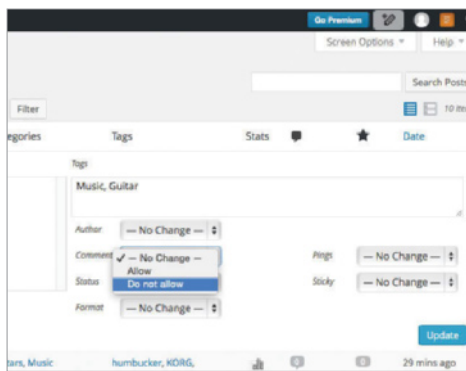 Go Premium
Screen Options Help
Search Posts
Filter
egories Tags Stats Date
Tags
Music, Guitar
Author — No Change —
Comment ✓ — No Change —
Allow
Pings — No Change —
Status Do not allow
Sticky — No Change —
Format — No Change —
Update
tars, Music humbucker, KORG, 0 0 29 mins ago